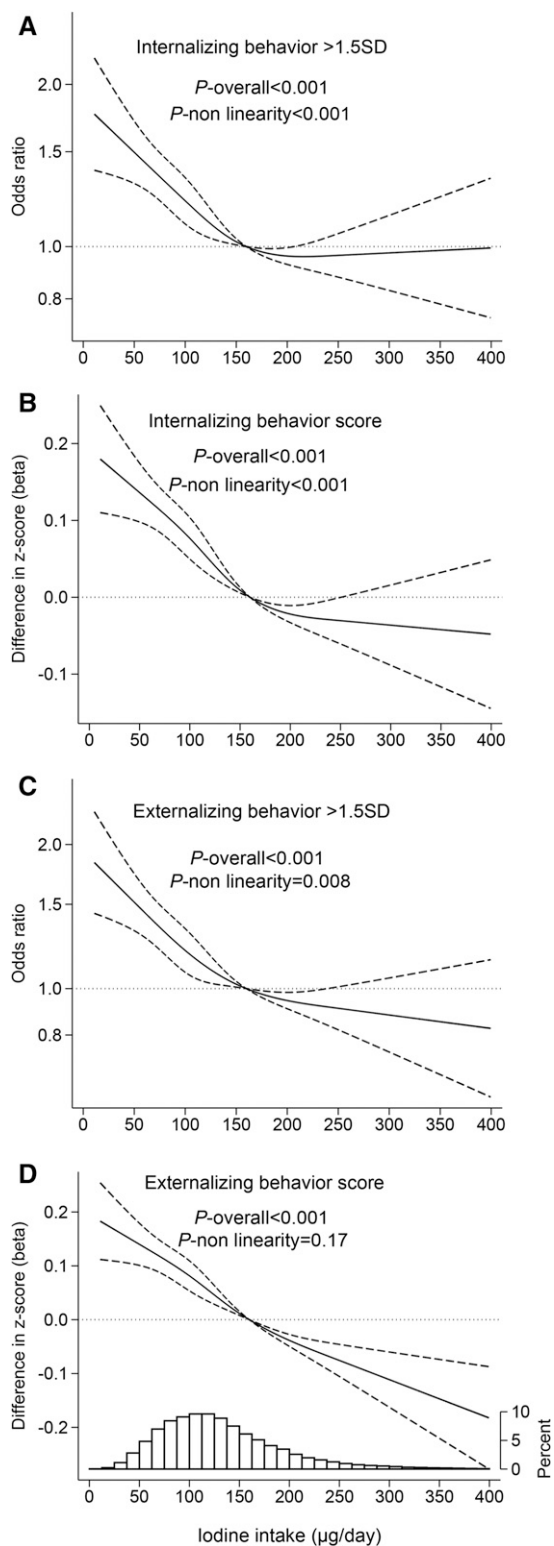 A
Internalizing behavior >1.5SD
P-overall<0.001
P-non linearity<0.001
Odds ratio
2.0
1.5
1.0
0.8
0 50 100 150 200 250 300 350 400
B
Internalizing behavior score
P-overall<0.001
P-non linearity<0.001
Difference in z-score (beta)
0.2
0.1
0.0
-0.1
0 50 100 150 200 250 300 350 400
C
Externalizing behavior >1.5SD
P-overall<0.001
P-non linearity=0.008
Odds ratio
2.0
1.5
1.0
0.8
0 50 100 150 200 250 300 350 400
D
Externalizing behavior score
P-overall<0.001
P-non linearity=0.17
Difference in z-score (beta)
0.2
0.1
0.0
-0.1
-0.2
10
5
0
Percent
0 50 100 150 200 250 300 350 400
Iodine intake (µg/day)